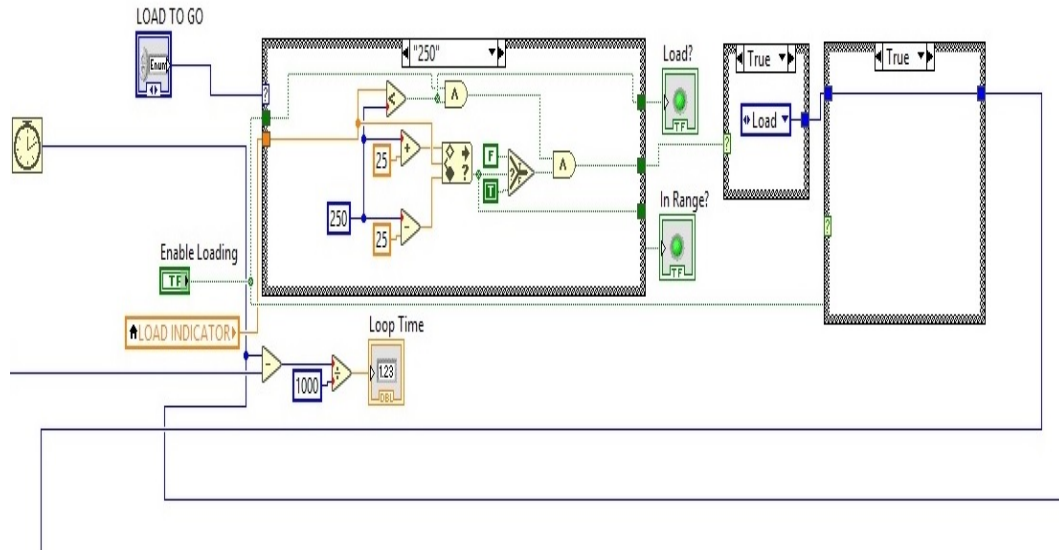 LOAD TO GO
Enum
"250"
Load?
TF
True
True
Load
25
F
T
250
25
In Range?
TF
Enable Loading
TF
LOAD INDICATOR
Loop Time
1000
1.23
DBL